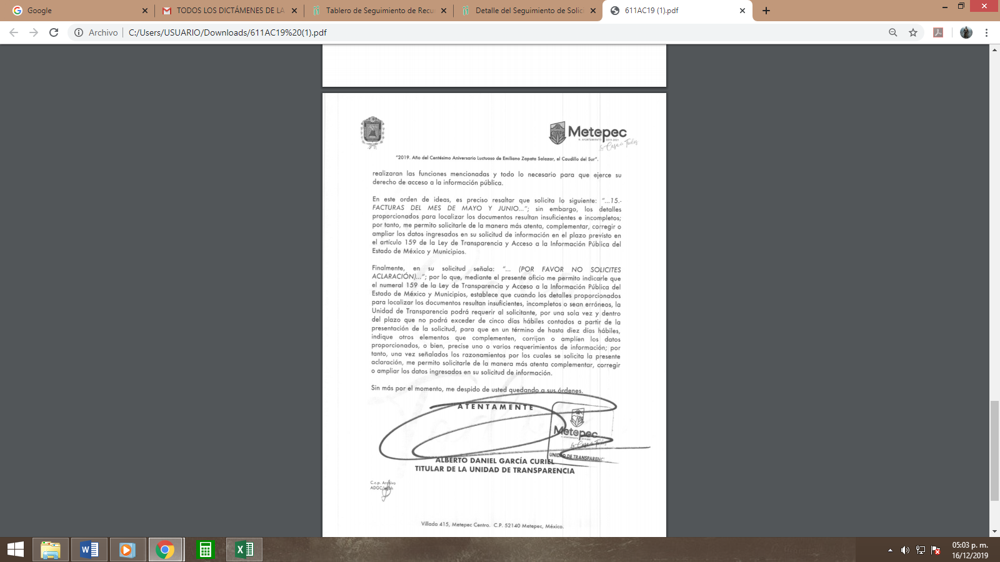 Google
TODOS LOS DICTÁMENES DE LA
Tablero de Seguimiento de Recu
Detalle del Seguimiento de Solici
611AC19 (1).pdf
Archivo
C:/Users/USUARIO/Downloads/611AC19%20(1).pdf
Metepec
H. AYUNTAMIENTO 2019-2021
La Casa de Todos
"2019. Año del Centésimo Aniversario Luctuoso de Emiliano Zapata Salazar, el Caudillo del Sur".
realizaran las funciones mencionadas y todo lo necesario para que ejerce su
derecho de acceso a la información pública.
En este orden de ideas, es preciso resaltar que solicita lo siguiente: "...15.-
FACTURAS DEL MES DE MAYO Y JUNIO..."; sin embargo, los detalles
proporcionados para localizar los documentos resultan insuficientes e incompletos;
por tanto, me permito solicitarle de la manera más atenta, complementar, corregir o
ampliar los datos ingresados en su solicitud de información en el plazo previsto en
el artículo 159 de la Ley de Transparencia y Acceso a la Información Pública del
Estado de México y Municipios.
Finalmente, en su solicitud señala: "... (POR FAVOR NO SOLICITES
ACLARACIÓN)..."; por lo que, mediante el presente oficio me permito indicarle que
el numeral 159 de la Ley de Transparencia y Acceso a la Información Pública del
Estado de México y Municipios, establece que cuando los detalles proporcionados
para localizar los documentos resultan insuficientes, incompletos o sean erróneos, la
Unidad de Transparencia podrá requerir al solicitante, por una sola vez y dentro
del plazo que no podrá exceder de cinco días hábiles contados a partir de la
presentación de la solicitud, para que en un término de hasta diez días hábiles,
indique otros elementos que complementen, corrijan o amplíen los datos
proporcionados, o bien, precise uno o varios requerimientos de información; por
tanto, una vez señalados los razonamientos por los cuales se solicita la presente
aclaración, me permito solicitarle de la manera más atenta complementar, corregir
o ampliar los datos ingresados en su solicitud de información.
Sin más por el momento, me despido de usted quedando a sus órdenes.
ATENTAMENTE
Metepec
La Casa de Todos
UNIDAD DE TRANSPARENC
ALBERTO DANIEL GARCÍA CURIEL
TITULAR DE LA UNIDAD DE TRANSPARENCIA
C.c.p. Archivo
Villada 415, Metepec Centro. C.P. 52140 Metepec, México.
05:03 p. m.
16/12/2019